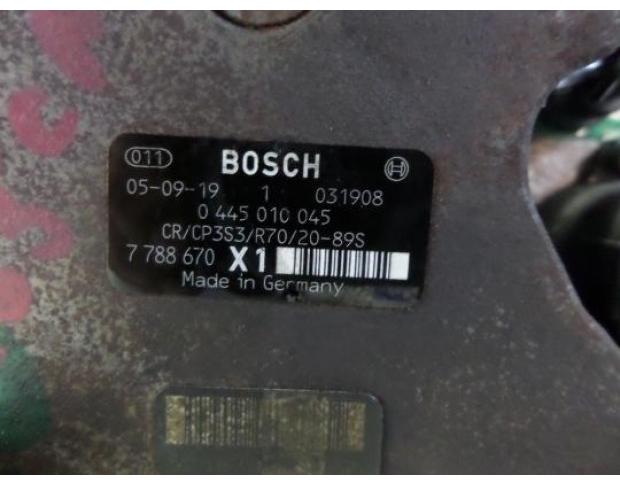 011 BOSCH
05-09-19 1 031908
0 445 010 045
CR/CP3S3/R70/20-89S
7 788 670 X1
Made in Germany